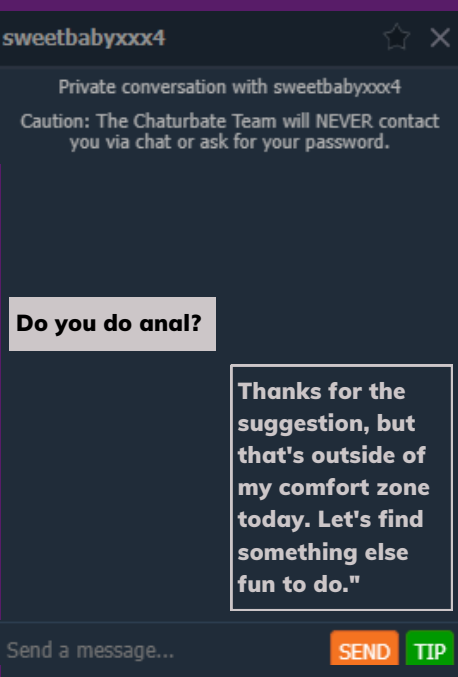 sweetbabyxxx4
Private conversation with sweetbabyxxx4
Caution: The Chaturbate Team will NEVER contact
you via chat or ask for your password.
Do you do anal?
Thanks for the
suggestion, but
that's outside of
my comfort zone
today. Let's find
something else
fun to do."
Send a message...
SEND
TIP